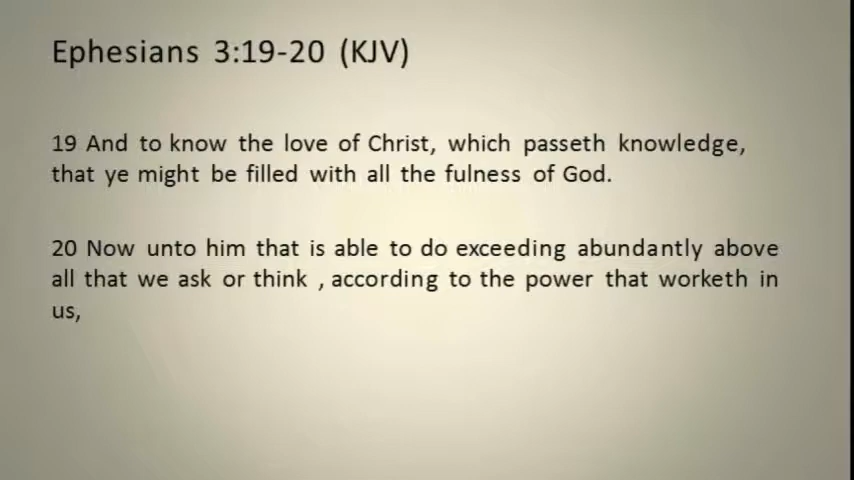 Ephesians 3:19-20 (KJV)
19 And to know the love of Christ, which passeth knowledge,
that ye might be filled with all the fulness of God.
20 Now unto him that is able to do exceeding abundantly above
all that we ask or think , according to the power that worketh in
us,